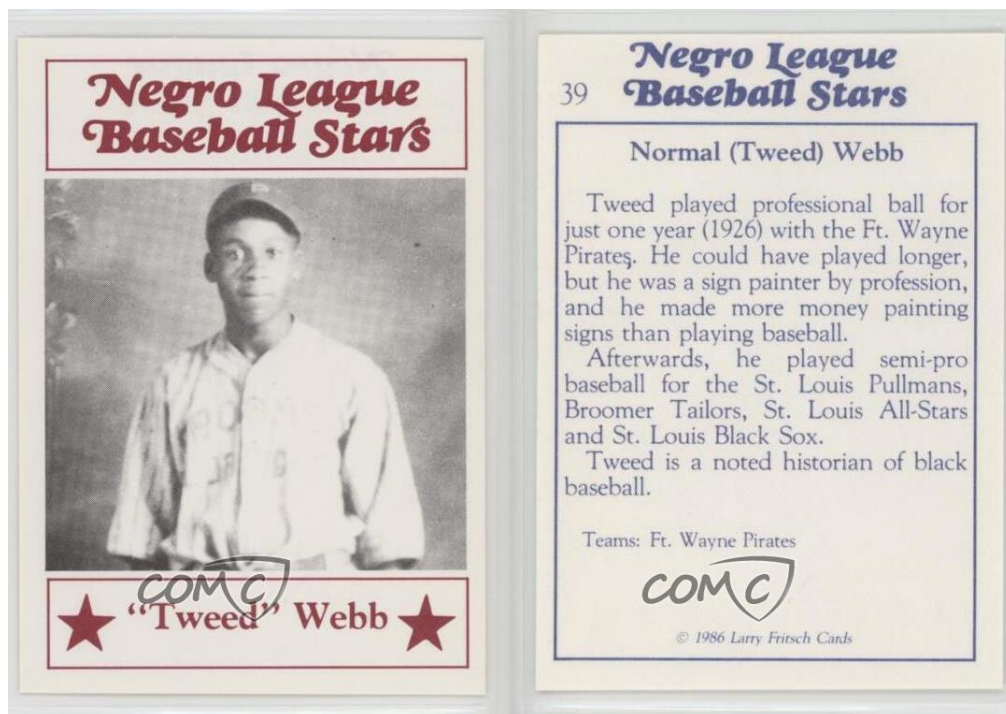 Negro League
Baseball Stars
COMC
"Tweed" Webb
Negro League
39 Baseball Stars
Normal (Tweed) Webb
Tweed played professional ball for
just one year (1926) with the Ft. Wayne
Pirates. He could have played longer,
but he was a sign painter by profession,
and he made more money painting
signs than playing baseball.
Afterwards, he played semi-pro
baseball for the St. Louis Pullmans,
Broomer Tailors, St. Louis All-Stars
and St. Louis Black Sox.
Tweed is a noted historian of black
baseball.
Teams: Ft. Wayne Pirates
COMC
© 1986 Larry Fritsch Cards